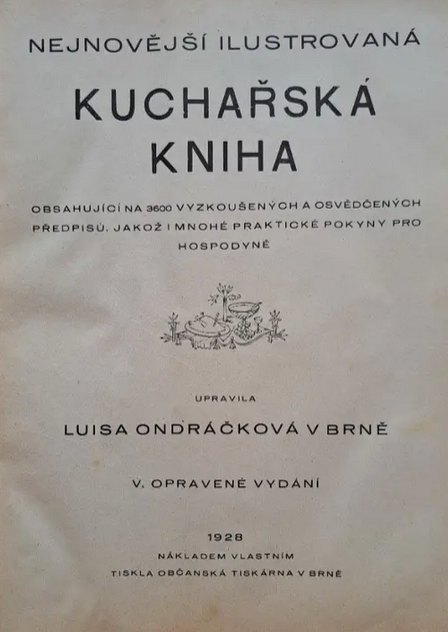 NEJNOVĚJŠÍ ILUSTROVANÁ
KUCHAŘSKÁ
KNIHA
OBSAHUJÍCÍ NA 3600 VYZKOUŠENÝCH A OSVĚDČENÝCH
PŘEDPISŮ, JAKOŽ I MNOHÉ PRAKTICKÉ POKYNY PRO
HOSPODYNĚ
UPRAVILA
LUISA ONDRÁČKOVÁ V BRNĚ
V. OPRAVENÉ VYDÁNÍ
1928
NÁKLADEM VLASTNÍM
TISKLA OBČANSKÁ TISKÁRNA V BRNĚ